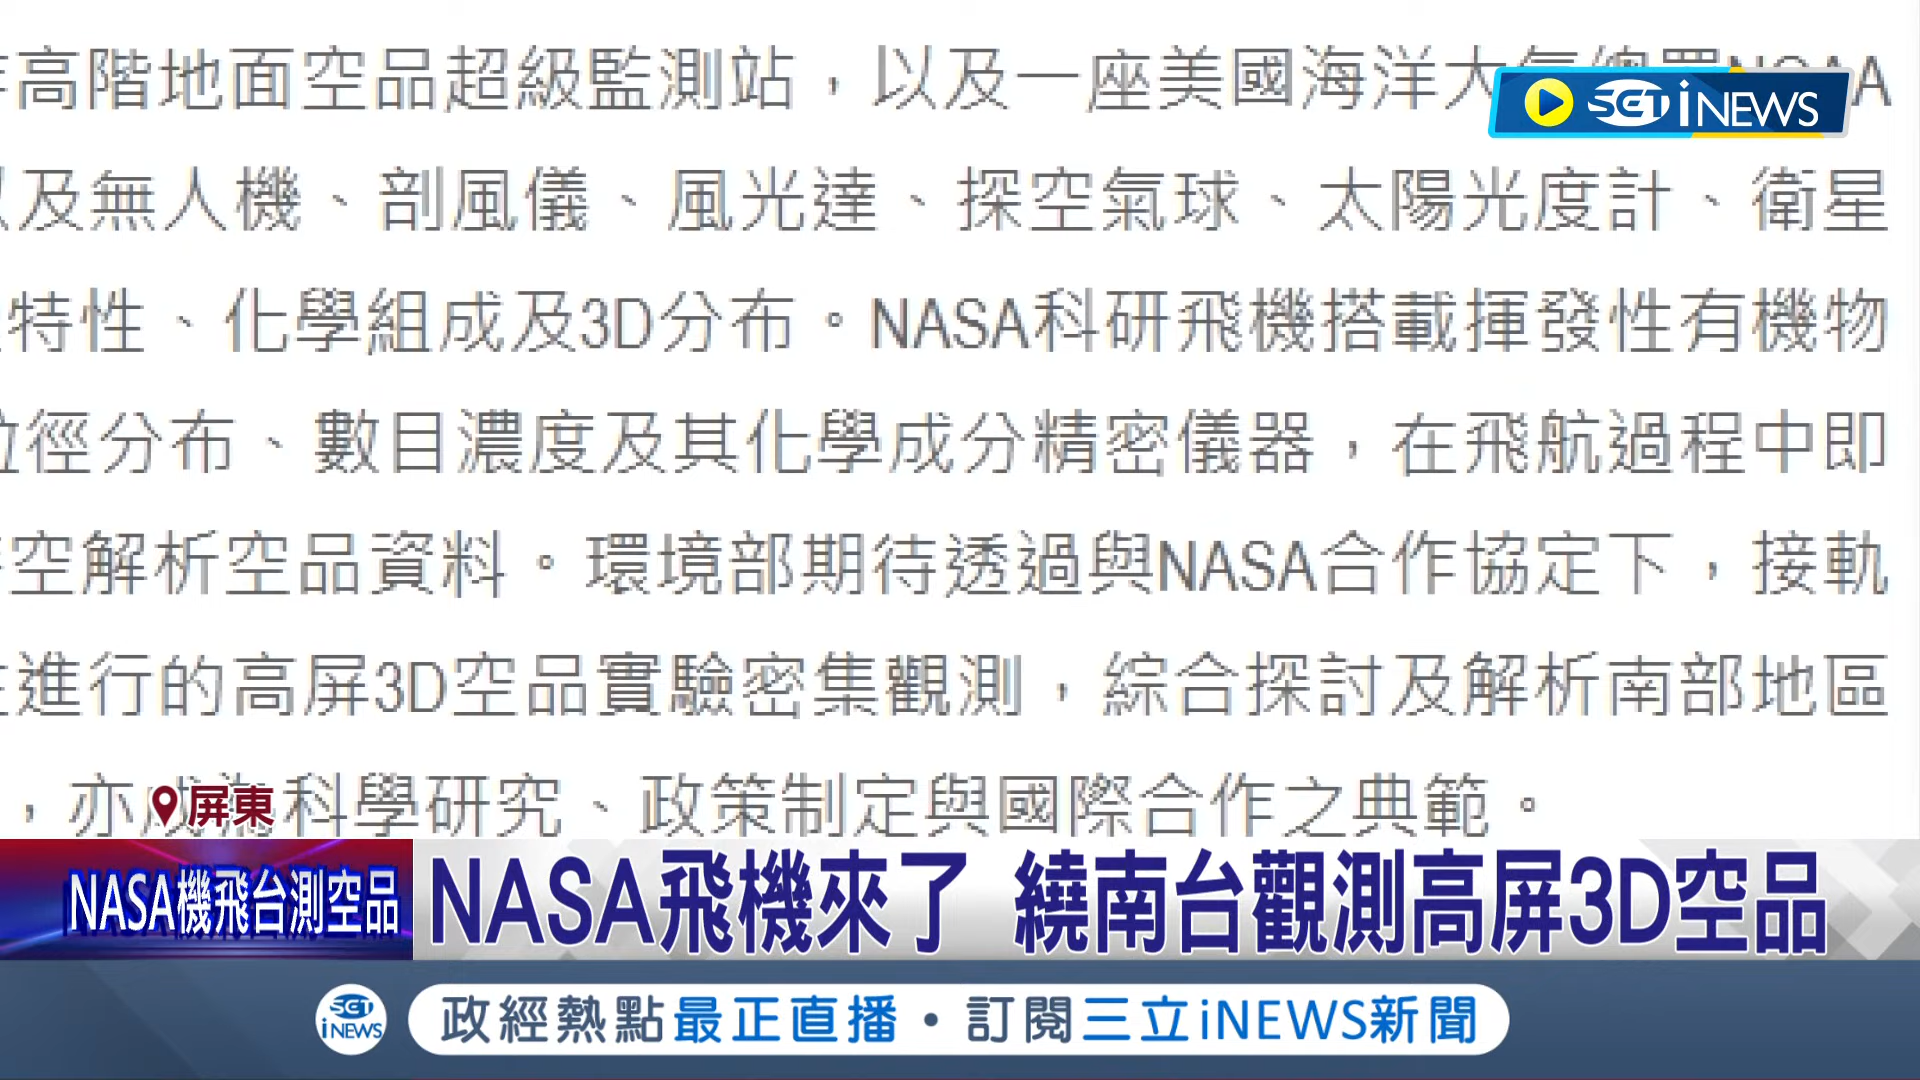 高階地面空品超級監測站，以及一座美國海洋大氣總署NOAA
SET iNEWS
以及無人機、剖風儀、風光達、探空氣球、太陽光度計、衛星
特性、化學組成及3D分布。NASA科研飛機搭載揮發性有機物
粒徑分布、數目濃度及其化學成分精密儀器，在飛航過程中即
空解析空品資料。環境部期待透過與NASA合作協定下，接軌
進行的高屏3D空品實驗密集觀測，綜合探討及解析南部地區
，亦成為科學研究、政策制定與國際合作之典範。
屏東
NASA機飛台測空品
NASA飛機來了 繞南台觀測高屏3D空品
SET iNEWS
政經熱點最正直播・訂閱三立iNEWS新聞